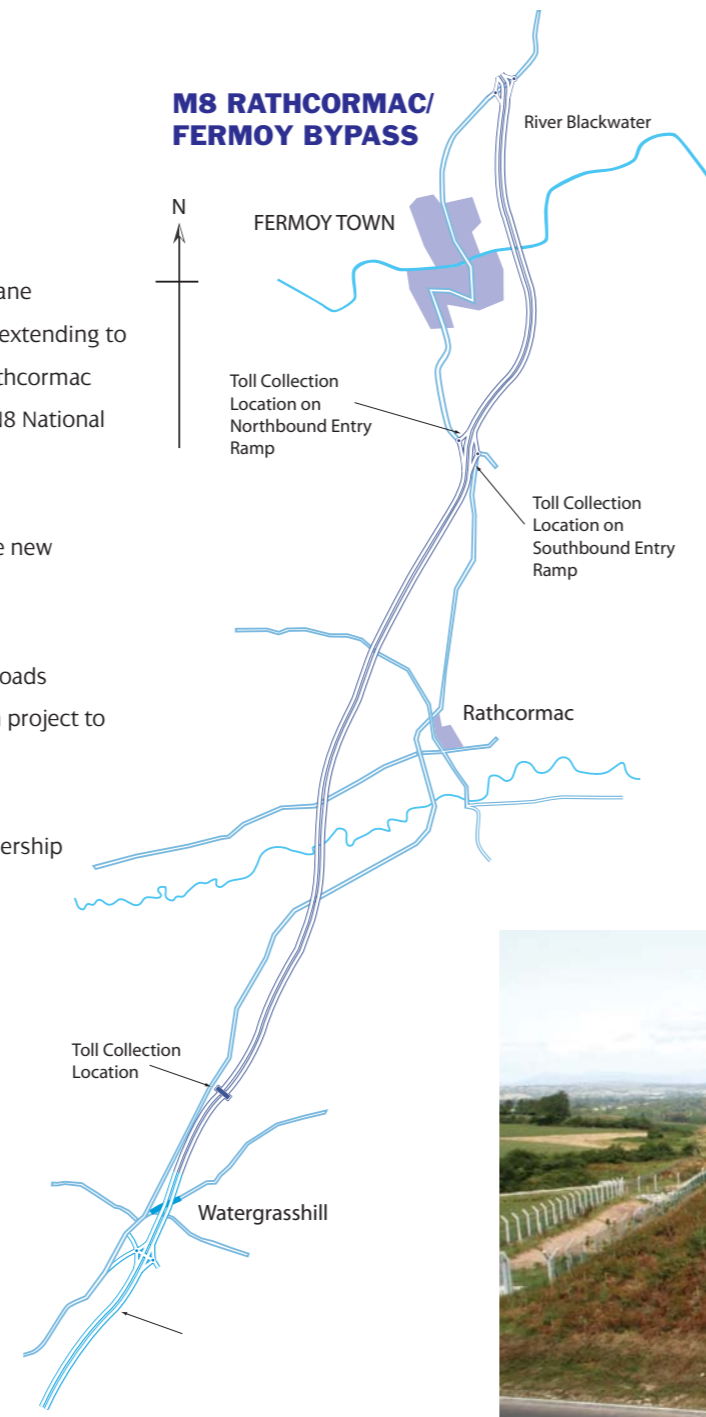 M8 RATHCORMAC/
FERMOY BYPASS
River Blackwater
N
FERMOY TOWN
ane
extending to
thcormac
N8 National
Toll Collection
Location on
Northbound Entry
Ramp
Toll Collection
Location on
Southbound Entry
Ramp
e new
oads
n project to
ership
Rathcormac
Toll Collection
Location
Watergrasshill